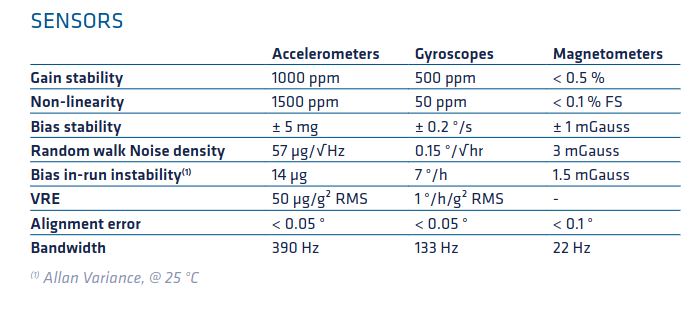 SENSORS
Accelerometers Gyroscopes Magnetometers
Gain stability 1000 ppm 500 ppm < 0.5 %
Non-linearity 1500 ppm 50 ppm < 0.1 % FS
Bias stability ± 5 mg ± 0.2 °/s ± 1 mGauss
Random walk Noise density 57 µg/√Hz 0.15 °/√hr 3 mGauss
Bias in-run instability⁽¹⁾ 14 µg 7 °/h 1.5 mGauss
VRE 50 µg/g² RMS 1 °/h/g² RMS -
Alignment error < 0.05 ° < 0.05 ° < 0.1 °
Bandwidth 390 Hz 133 Hz 22 Hz
⁽¹⁾ Allan Variance, @ 25 °C